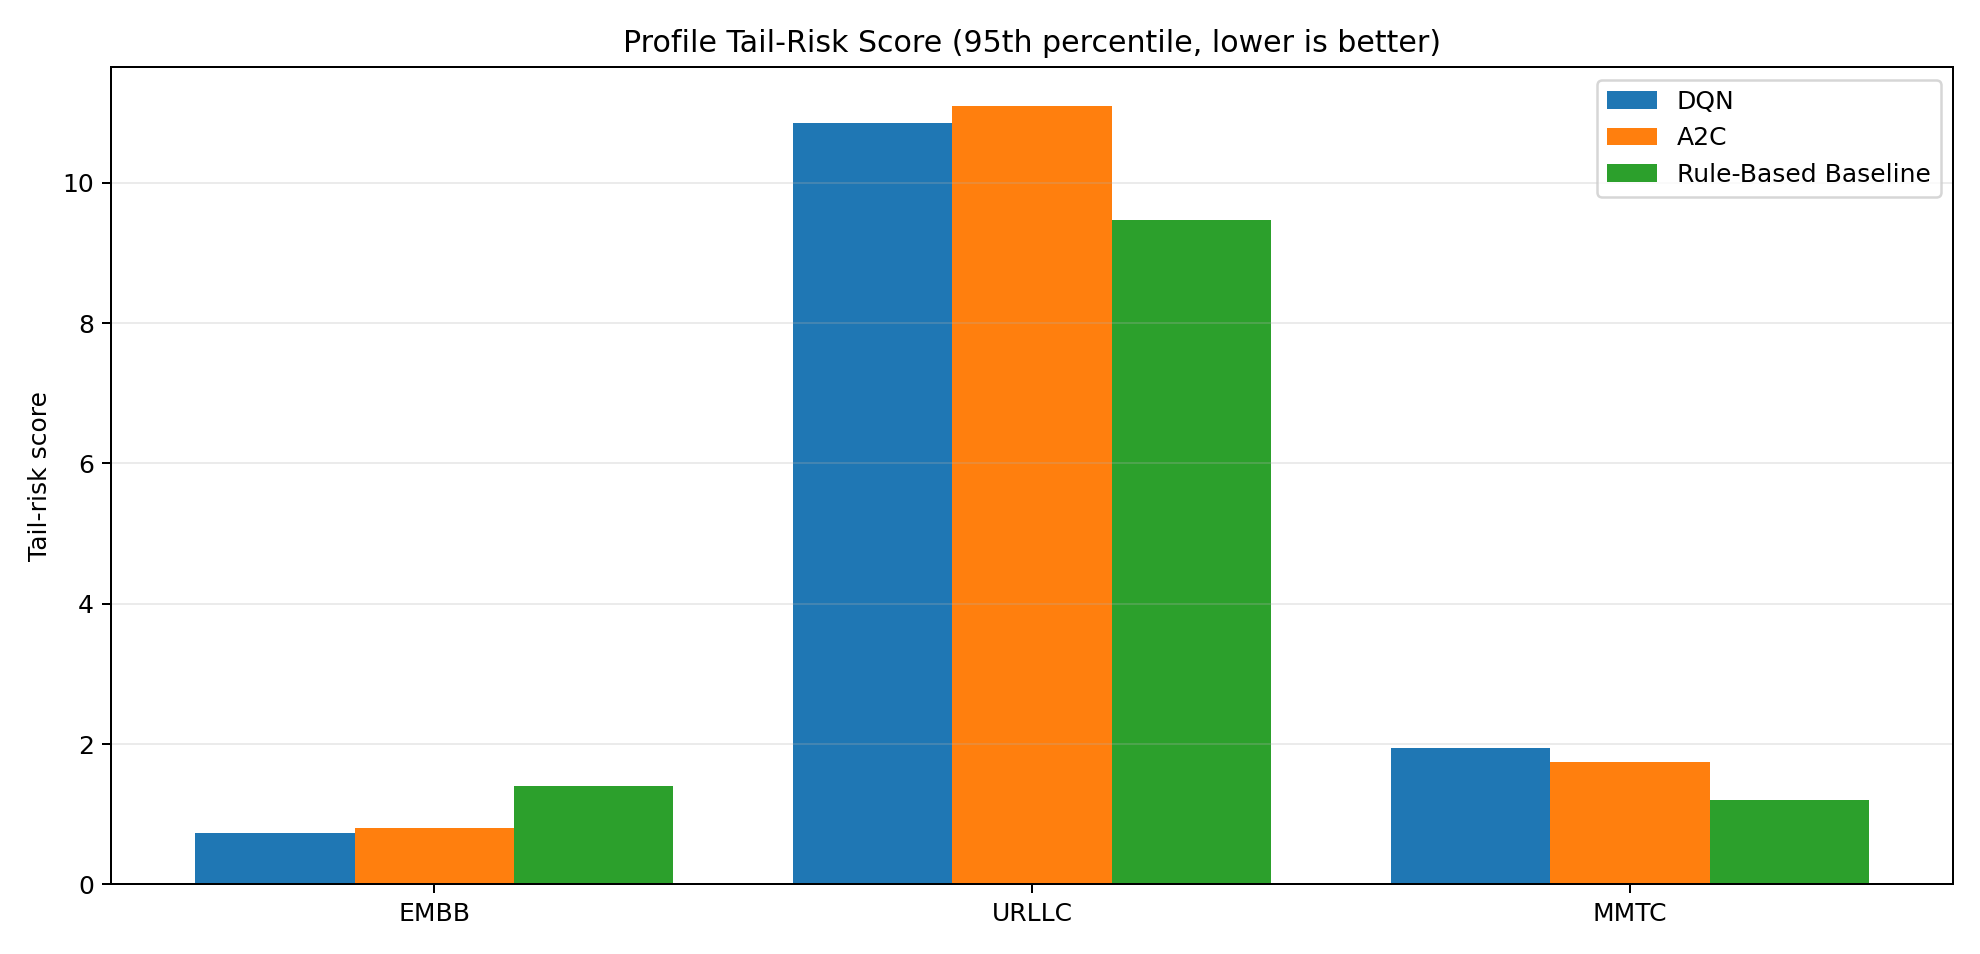 Profile Tail-Risk Score (95th percentile, lower is better)
DQN
A2C
Rule-Based Baseline
Tail-risk score
10
8
6
4
2
0
EMBB
URLLC
MMTC